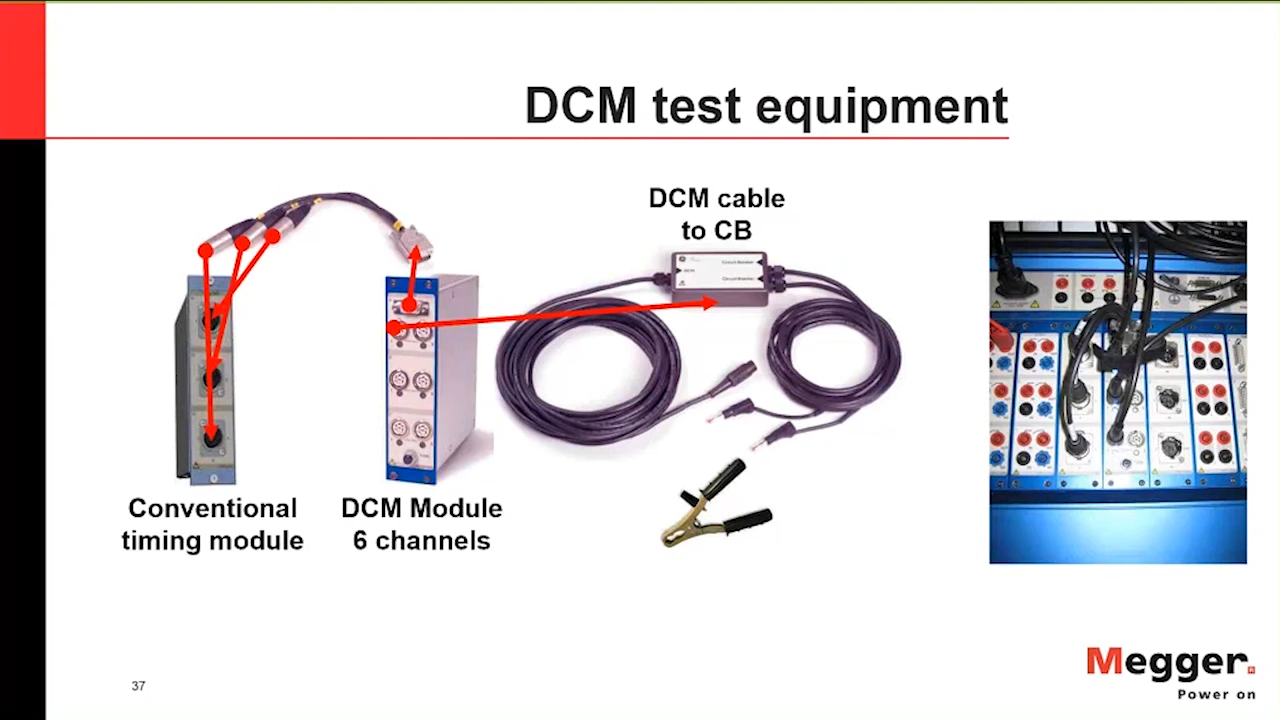 DCM test equipment
DCM cable
to CB
Conventional
timing module
DCM Module
6 channels
37
Megger
Power on